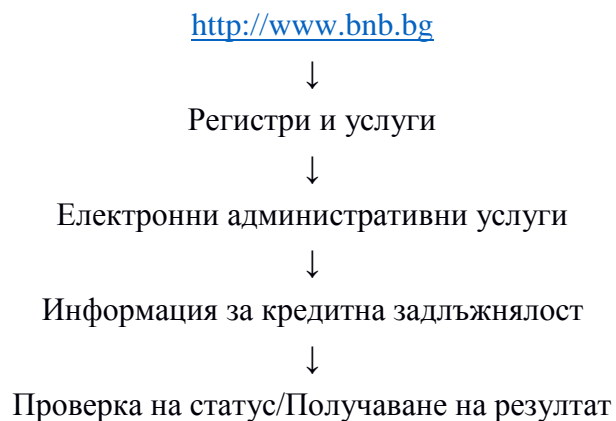 http://www.bnb.bg
↓
Регистри и услуги
↓
Електронни административни услуги
↓
Информация за кредитна задлъжнялост
↓
Проверка на статус/Получаване на резултат